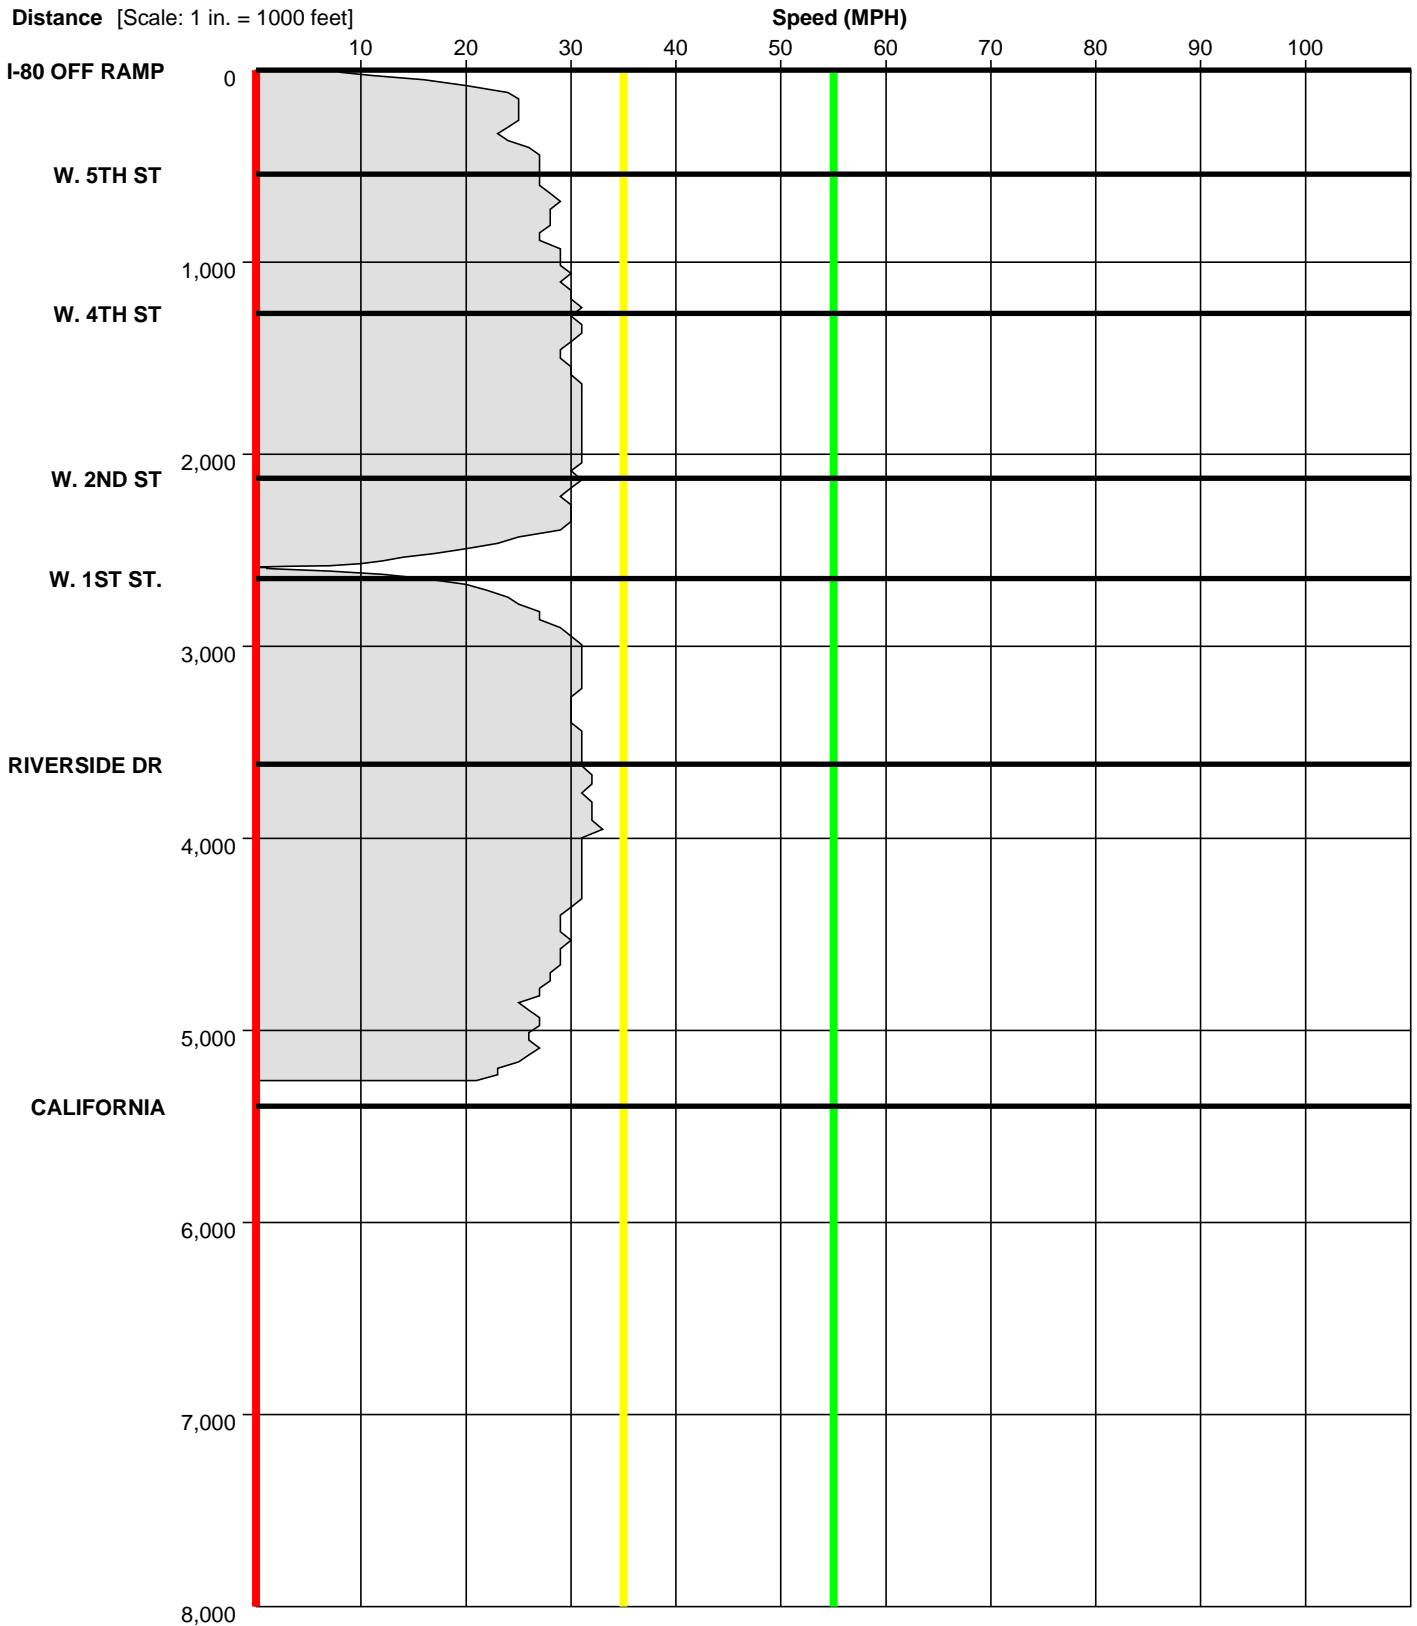 Distance [Scale: 1 in. = 1000 feet] Speed (MPH)
10 20 30 40 50 60 70 80 90 100
I-80 OFF RAMP 0
W. 5TH ST
1,000
W. 4TH ST
2,000
W. 2ND ST
W. 1ST ST.
3,000
RIVERSIDE DR
4,000
5,000
CALIFORNIA
6,000
7,000
8,000